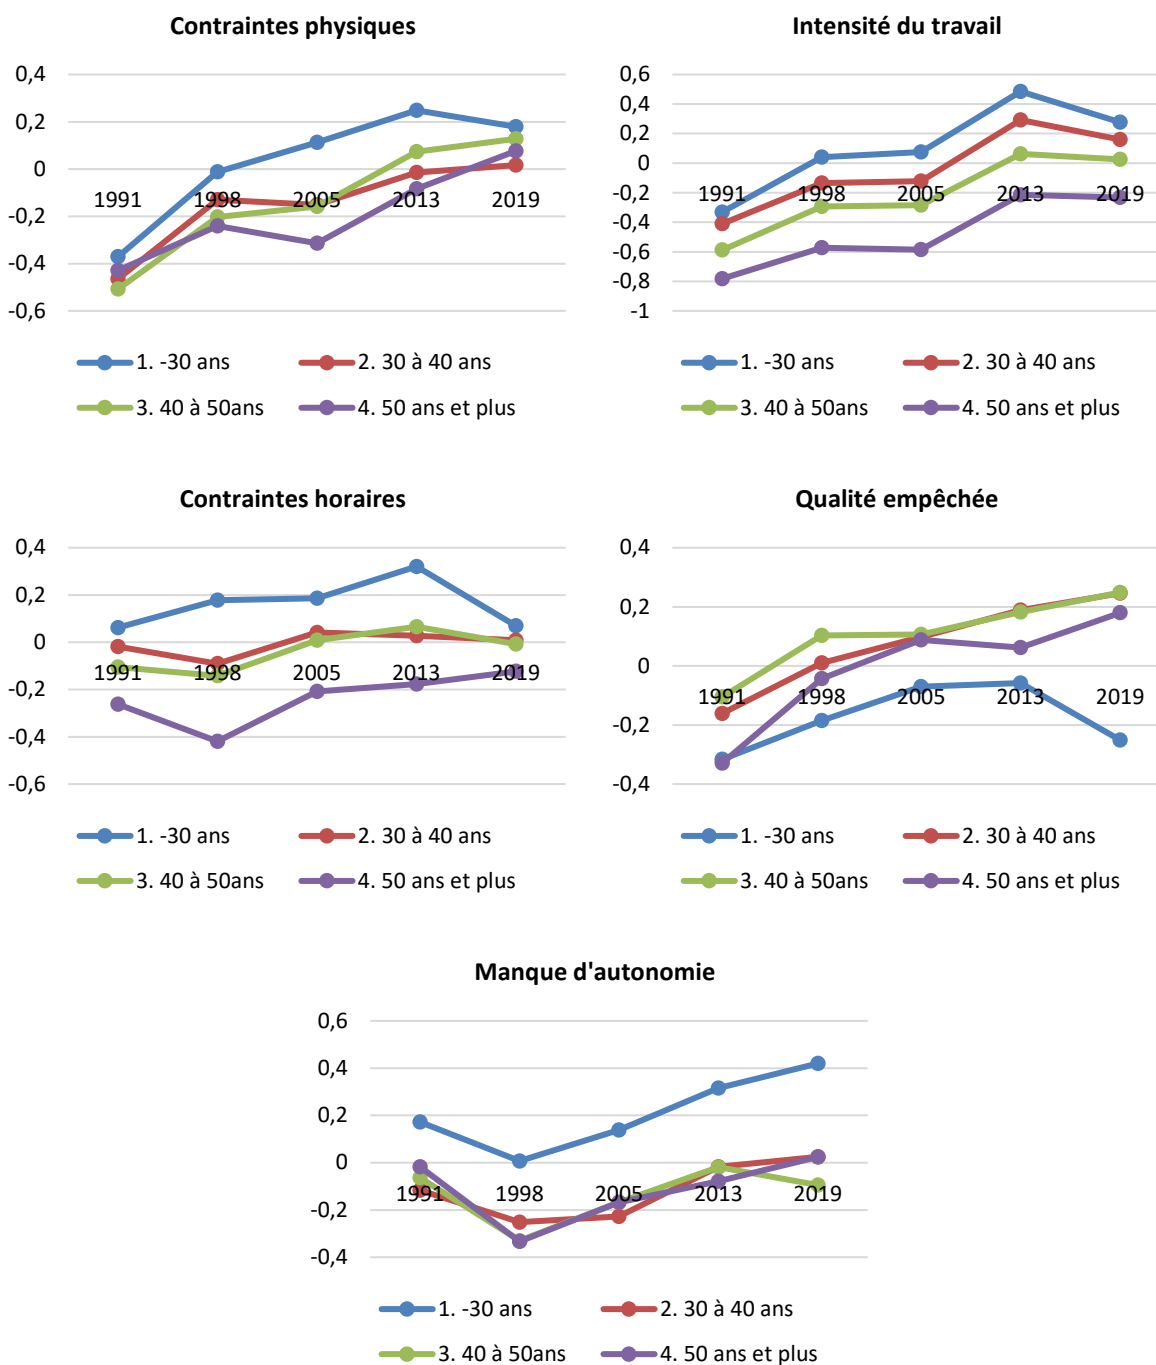 Contraintes physiques
0,4
0,2
0
-0,2
-0,4
-0,6
1991 1998 2005 2013 2019
1. -30 ans 2. 30 à 40 ans
3. 40 à 50ans 4. 50 ans et plus
Intensité du travail
0,6
0,4
0,2
0
-0,2
-0,4
-0,6
-0,8
-1
1991 1998 2005 2013 2019
1. -30 ans 2. 30 à 40 ans
3. 40 à 50ans 4. 50 ans et plus
Contraintes horaires
0,4
0,2
0
-0,2
-0,4
-0,6
1991 1998 2005 2013 2019
1. -30 ans 2. 30 à 40 ans
3. 40 à 50ans 4. 50 ans et plus
Qualité empêchée
0,4
0,2
0
-0,2
-0,4
1991 1998 2005 2013 2019
1. -30 ans 2. 30 à 40 ans
3. 40 à 50ans 4. 50 ans et plus
Manque d'autonomie
0,6
0,4
0,2
0
-0,2
-0,4
1991 1998 2005 2013 2019
1. -30 ans 2. 30 à 40 ans
3. 40 à 50ans 4. 50 ans et plus